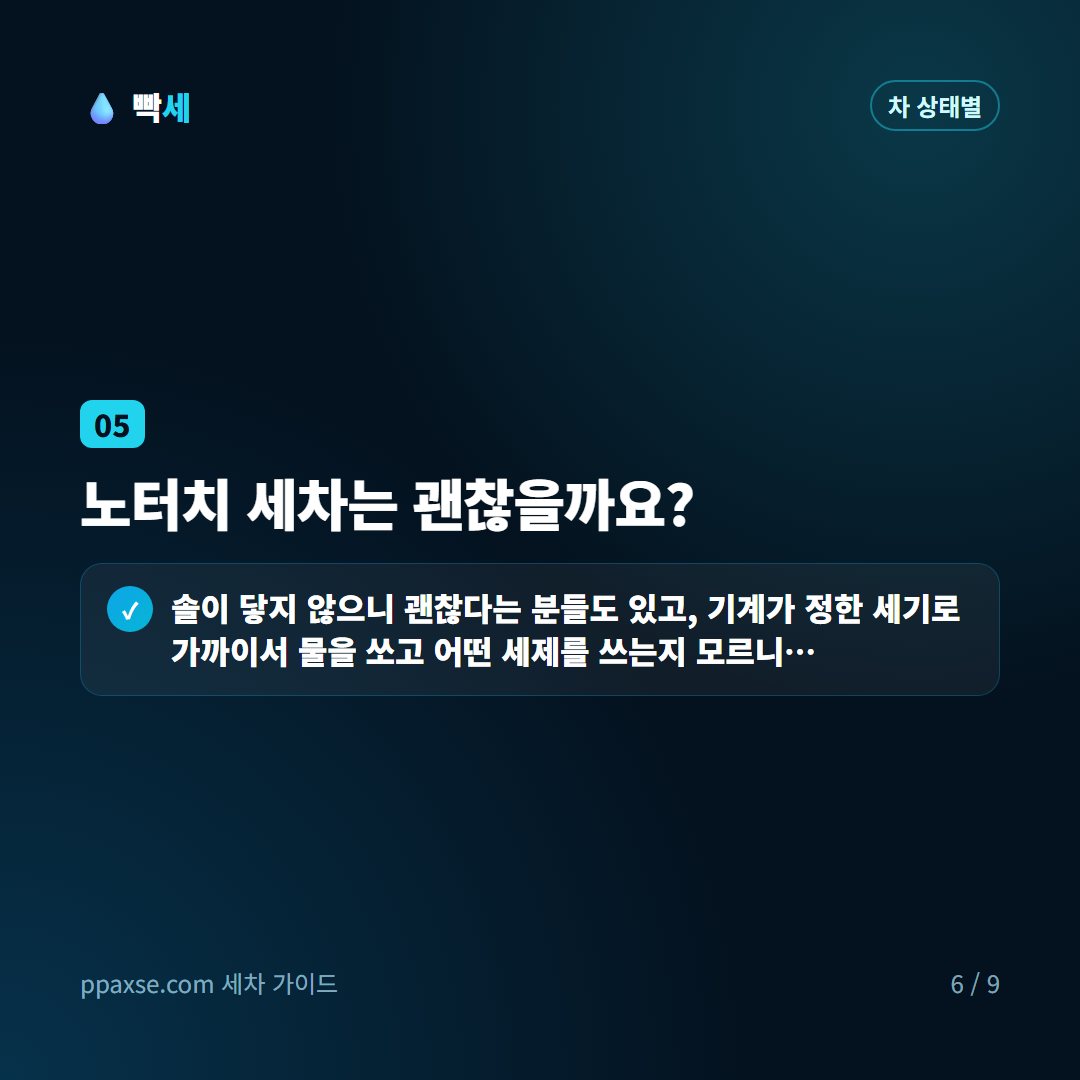 빡세
차 상태별
05
노터치 세차는 괜찮을까요?
✓ 솔이 닿지 않으니 괜찮다는 분들도 있고, 기계가 정한 세기로
가까이서 물을 쏘고 어떤 세제를 쓰는지 모르니…
ppaxse.com 세차 가이드
6 / 9